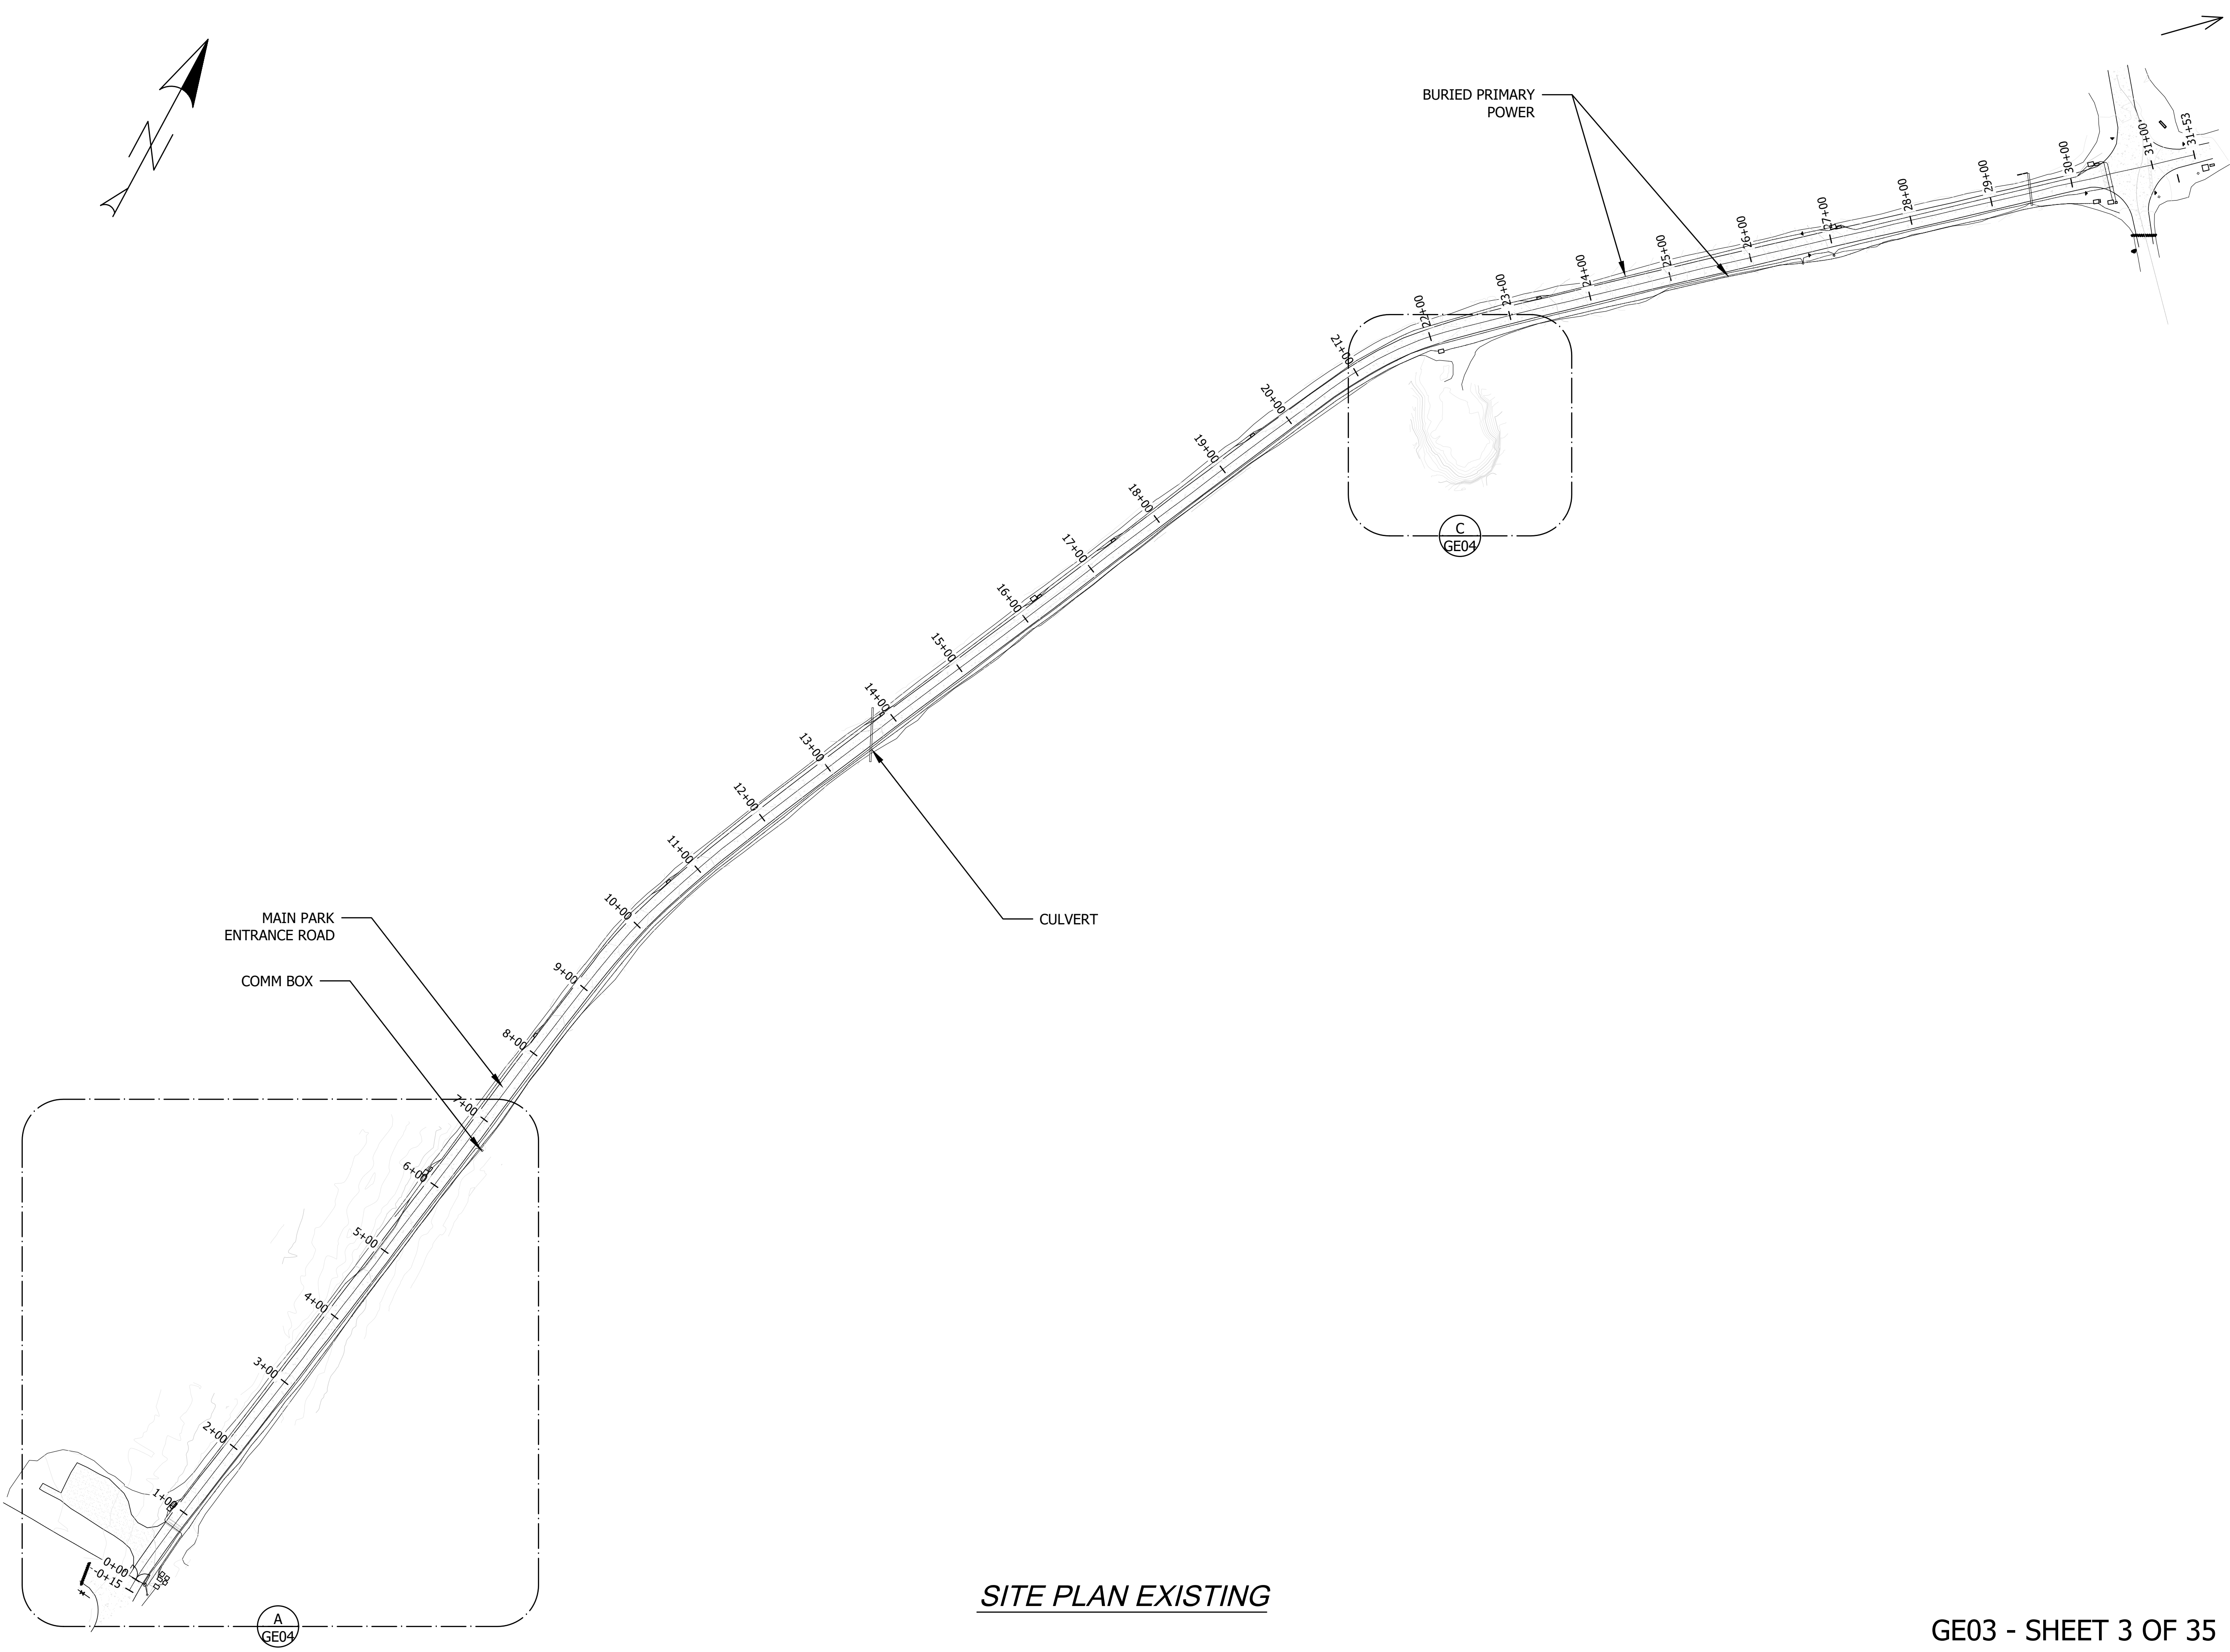 BURIED PRIMARY
POWER
31+53
31+00
30+00
29+00
28+00
27+00
26+00
25+00
24+00
23+00
22+00
21+00
20+00
19+00
18+00
17+00
16+00
15+00
14+00
13+00
12+00
11+00
10+00
9+00
8+00
7+00
6+00
5+00
4+00
3+00
2+00
1+00
0+00
-0+15
C
GE04
CULVERT
MAIN PARK
ENTRANCE ROAD
COMM BOX
A
GE04
SITE PLAN EXISTING
GE03 - SHEET 3 OF 35